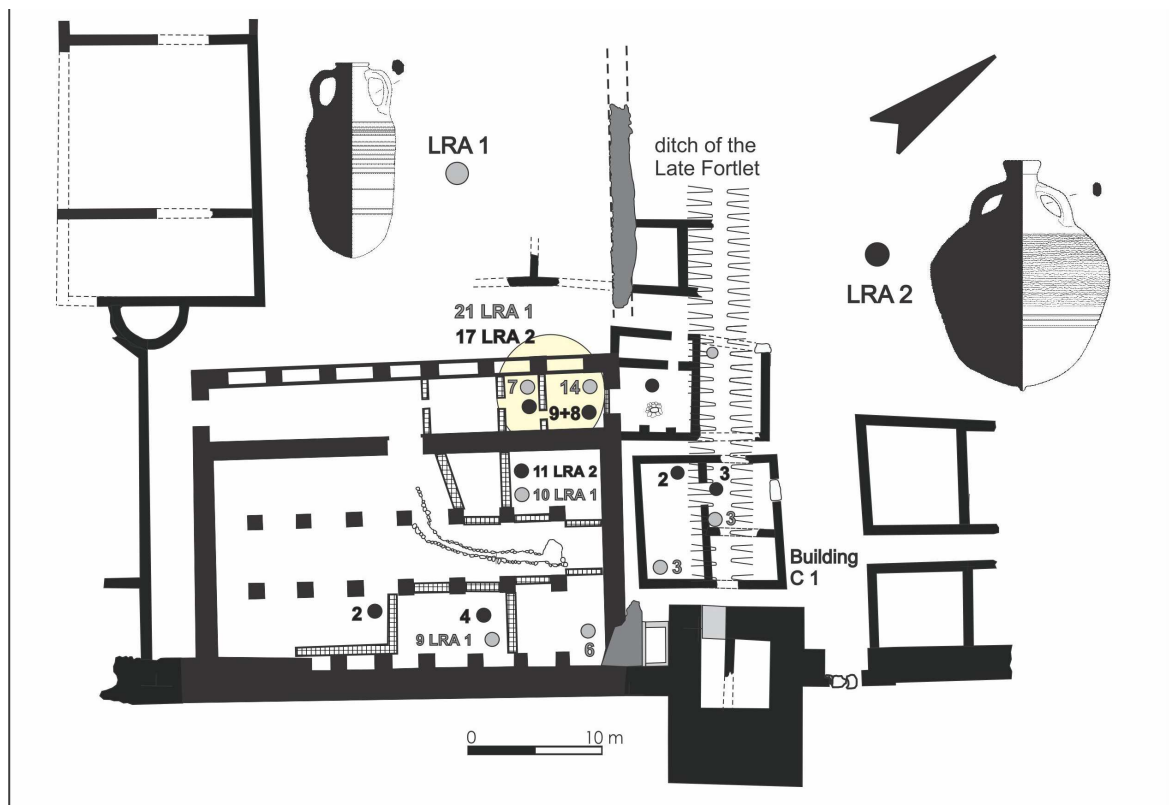 LRA 1
ditch of the
Late Fortlet
LRA 2
21 LRA 1
17 LRA 2
7
14
9+8
11 LRA 2
10 LRA 1
2
3
3
3
Building
C 1
2
4
9 LRA 1
6
0
10 m